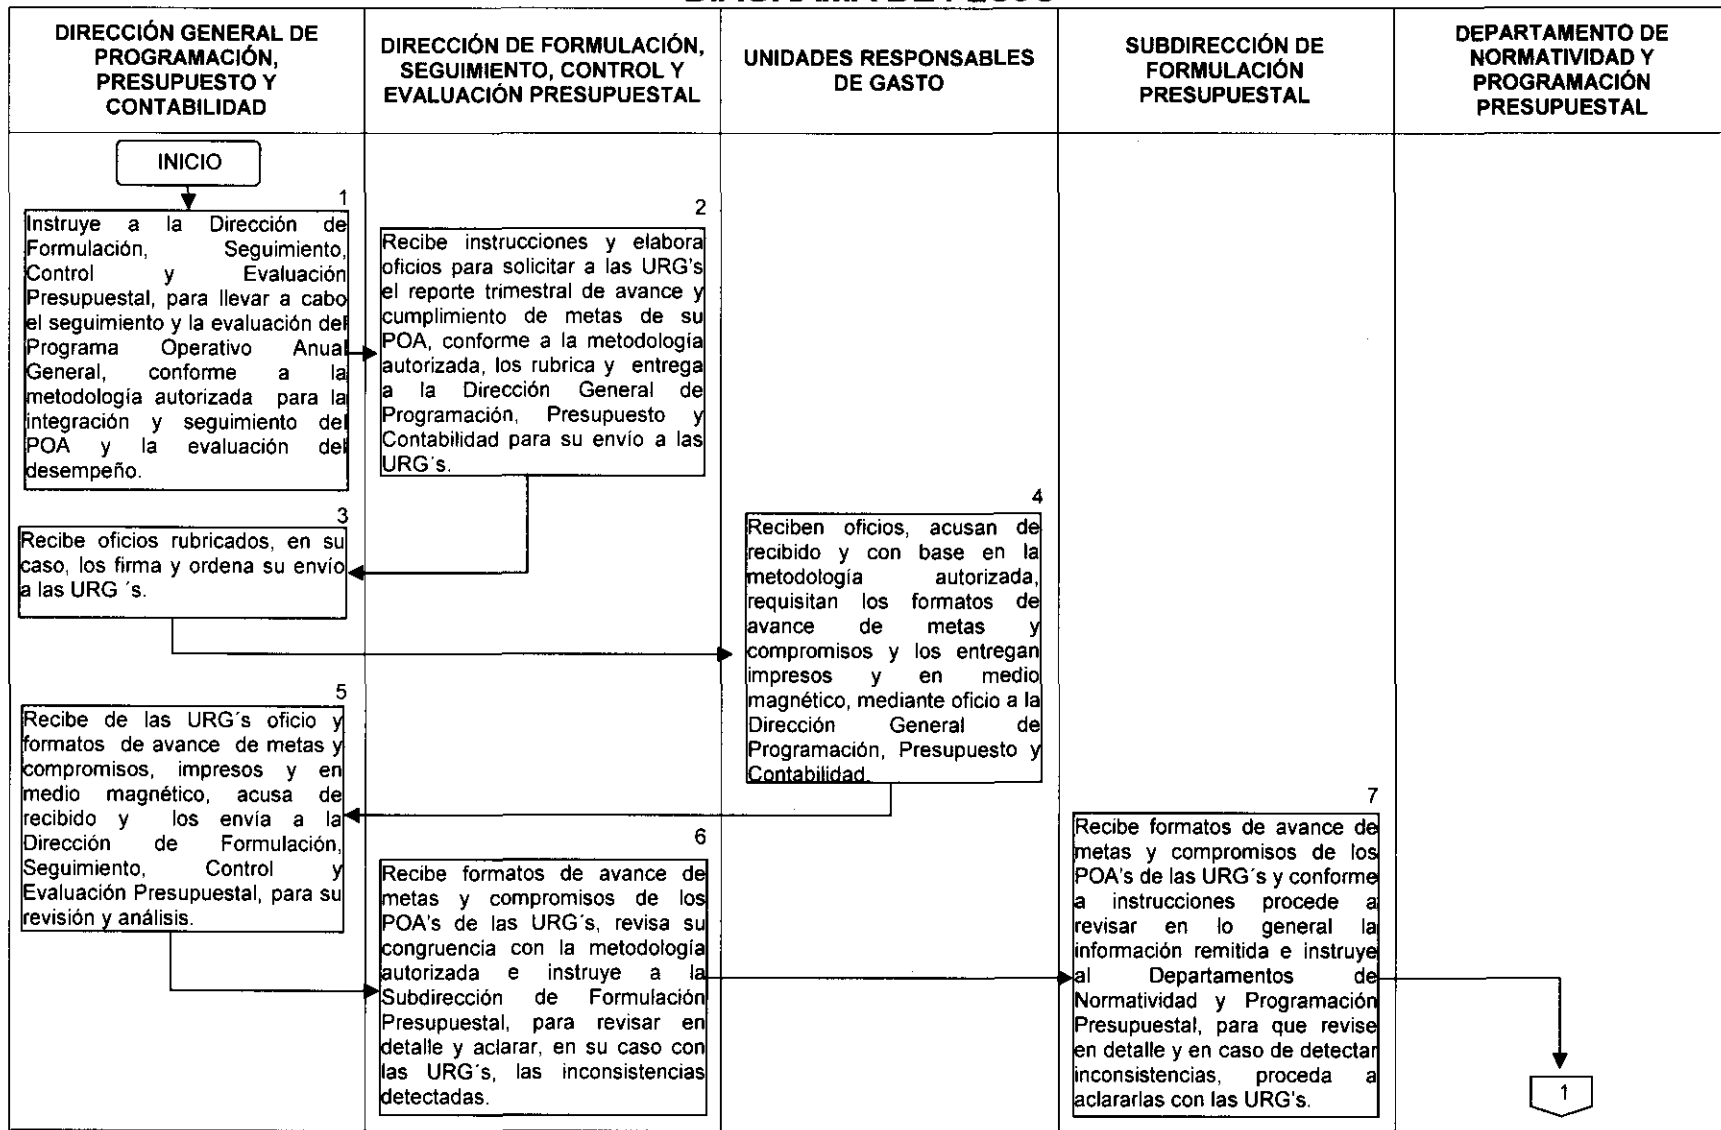 DIAGRAMA DE FLUJO
DIRECCIÓN GENERAL DE
PROGRAMACIÓN,
PRESUPUESTO Y
CONTABILIDAD
DIRECCIÓN DE FORMULACIÓN,
SEGUIMIENTO, CONTROL Y
EVALUACIÓN PRESUPUESTAL
UNIDADES RESPONSABLES
DE GASTO
SUBDIRECCIÓN DE
FORMULACIÓN
PRESUPUESTAL
DEPARTAMENTO DE
NORMATIVIDAD Y
PROGRAMACIÓN
PRESUPUESTAL
INICIO
1
Instruye a la Dirección de
Formulación, Seguimiento,
Control y Evaluación
Presupuestal, para llevar a cabo
el seguimiento y la evaluación del
Programa Operativo Anual
General, conforme a la
metodología autorizada para la
integración y seguimiento del
POA y la evaluación del
desempeño.
2
Recibe instrucciones y elabora
oficios para solicitar a las URG's
el reporte trimestral de avance y
cumplimiento de metas de su
POA, conforme a la metodología
autorizada, los rubrica y entrega
a la Dirección General de
Programación, Presupuesto y
Contabilidad para su envío a las
URG´s.
3
Recibe oficios rubricados, en su
caso, los firma y ordena su envío
a las URG ´s.
4
Reciben oficios, acusan de
recibido y con base en la
metodología autorizada,
requisitan los formatos de
avance de metas y
compromisos y los entregan
impresos y en medio
magnético, mediante oficio a la
Dirección General de
Programación, Presupuesto y
Contabilidad.
5
Recibe de las URG´s oficio y
formatos de avance de metas y
compromisos, impresos y en
medio magnético, acusa de
recibido y los envía a la
Dirección de Formulación,
Seguimiento, Control y
Evaluación Presupuestal, para su
revisión y análisis.
6
Recibe formatos de avance de
metas y compromisos de los
POA's de las URG´s, revisa su
congruencia con la metodología
autorizada e instruye a la
Subdirección de Formulación
Presupuestal, para revisar en
detalle y aclarar, en su caso con
las URG´s, las inconsistencias
detectadas.
7
Recibe formatos de avance de
metas y compromisos de los
POA's de las URG´s y conforme
a instrucciones procede a
revisar en lo general la
información remitida e instruye
al Departamentos de
Normatividad y Programación
Presupuestal, para que revise
en detalle y en caso de detectar
inconsistencias, proceda a
aclararlas con las URG's.
1